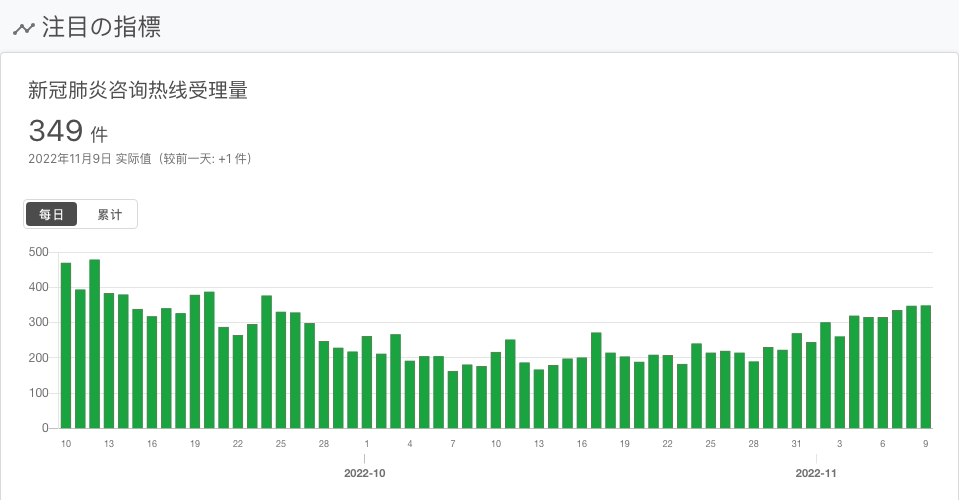 注目の指標
新冠肺炎咨询热线受理量
349 件
2022年11月9日 实际值（较前一天: +1 件）
每日 累计
500
400
300
200
100
0
10 13 16 19 22 25 28 1 4 7 10 13 16 19 22 25 28 31 3 6 9
2022-10 2022-11